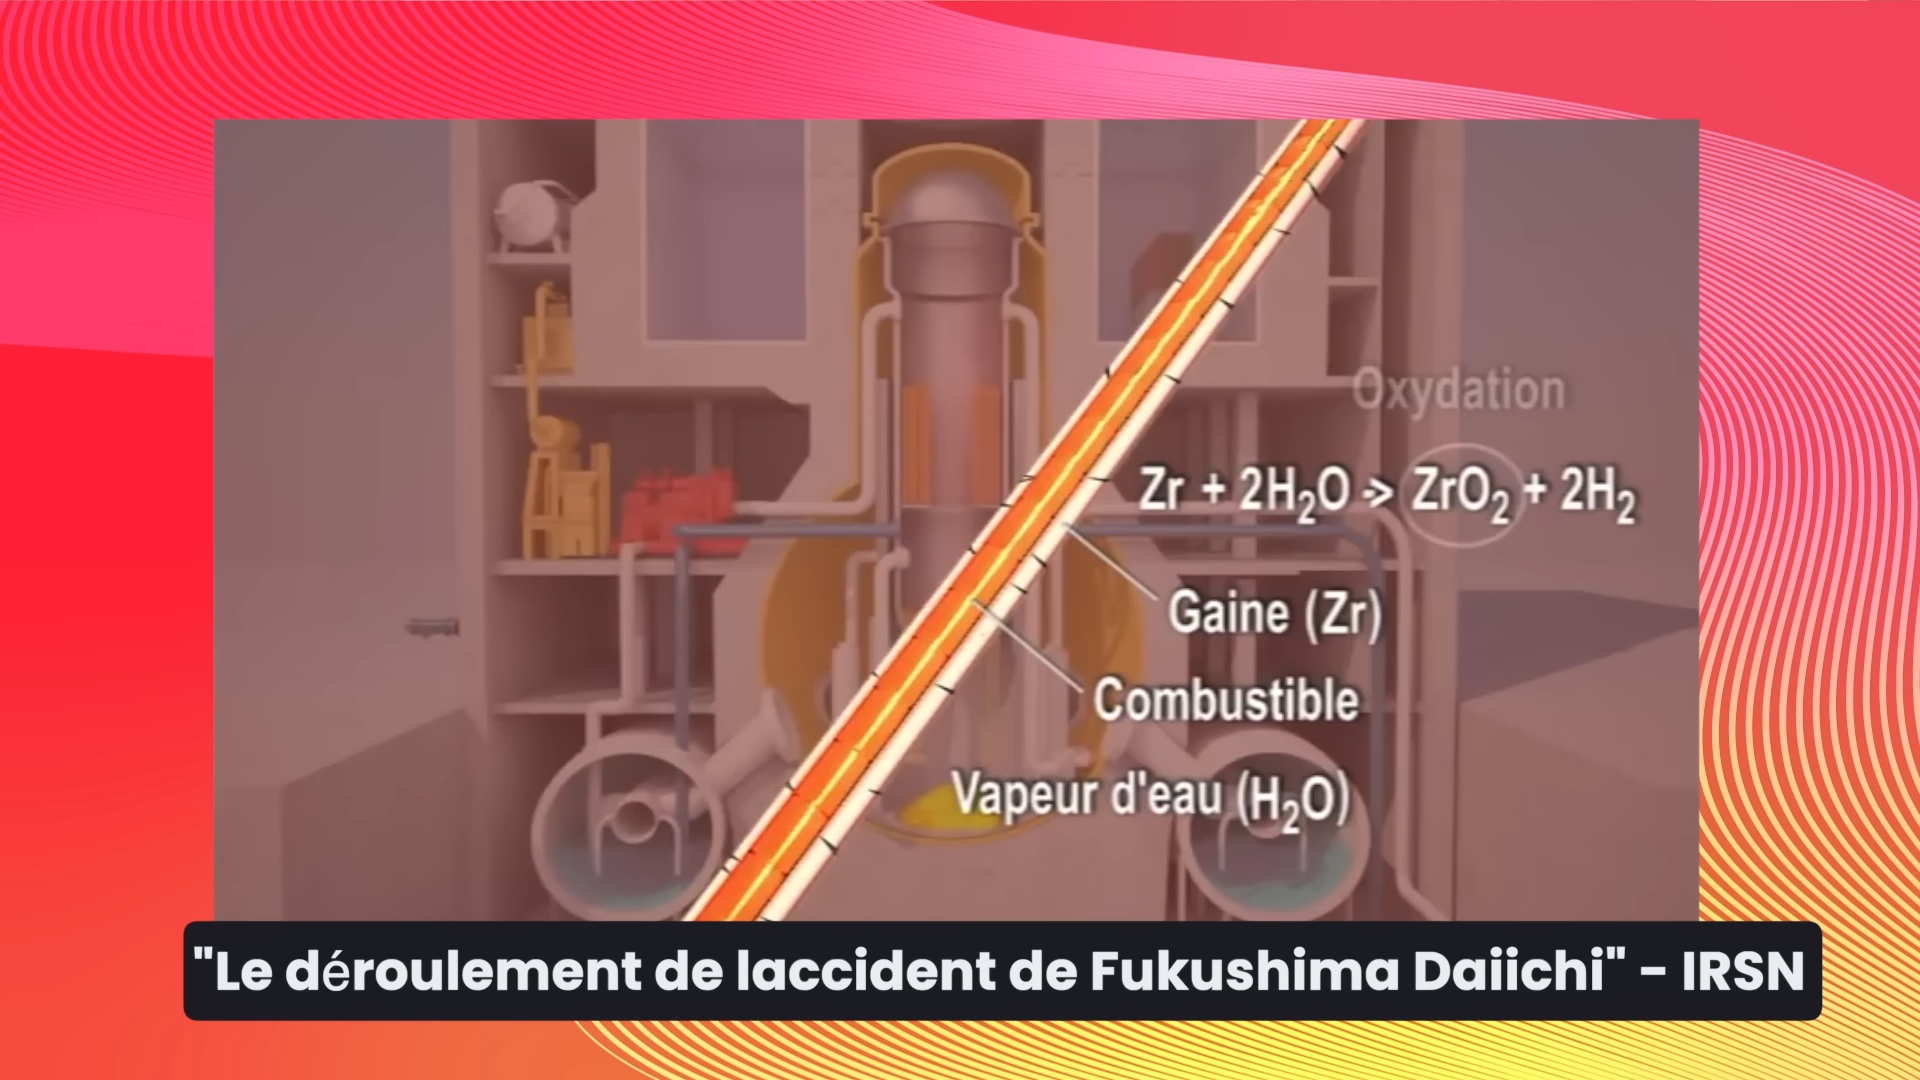 Oxydation
Zr + 2H₂O > ZrO₂ + 2H₂
Gaine (Zr)
Combustible
Vapeur d'eau (H₂O)
"Le déroulement de laccident de Fukushima Daiichi" - IRSN